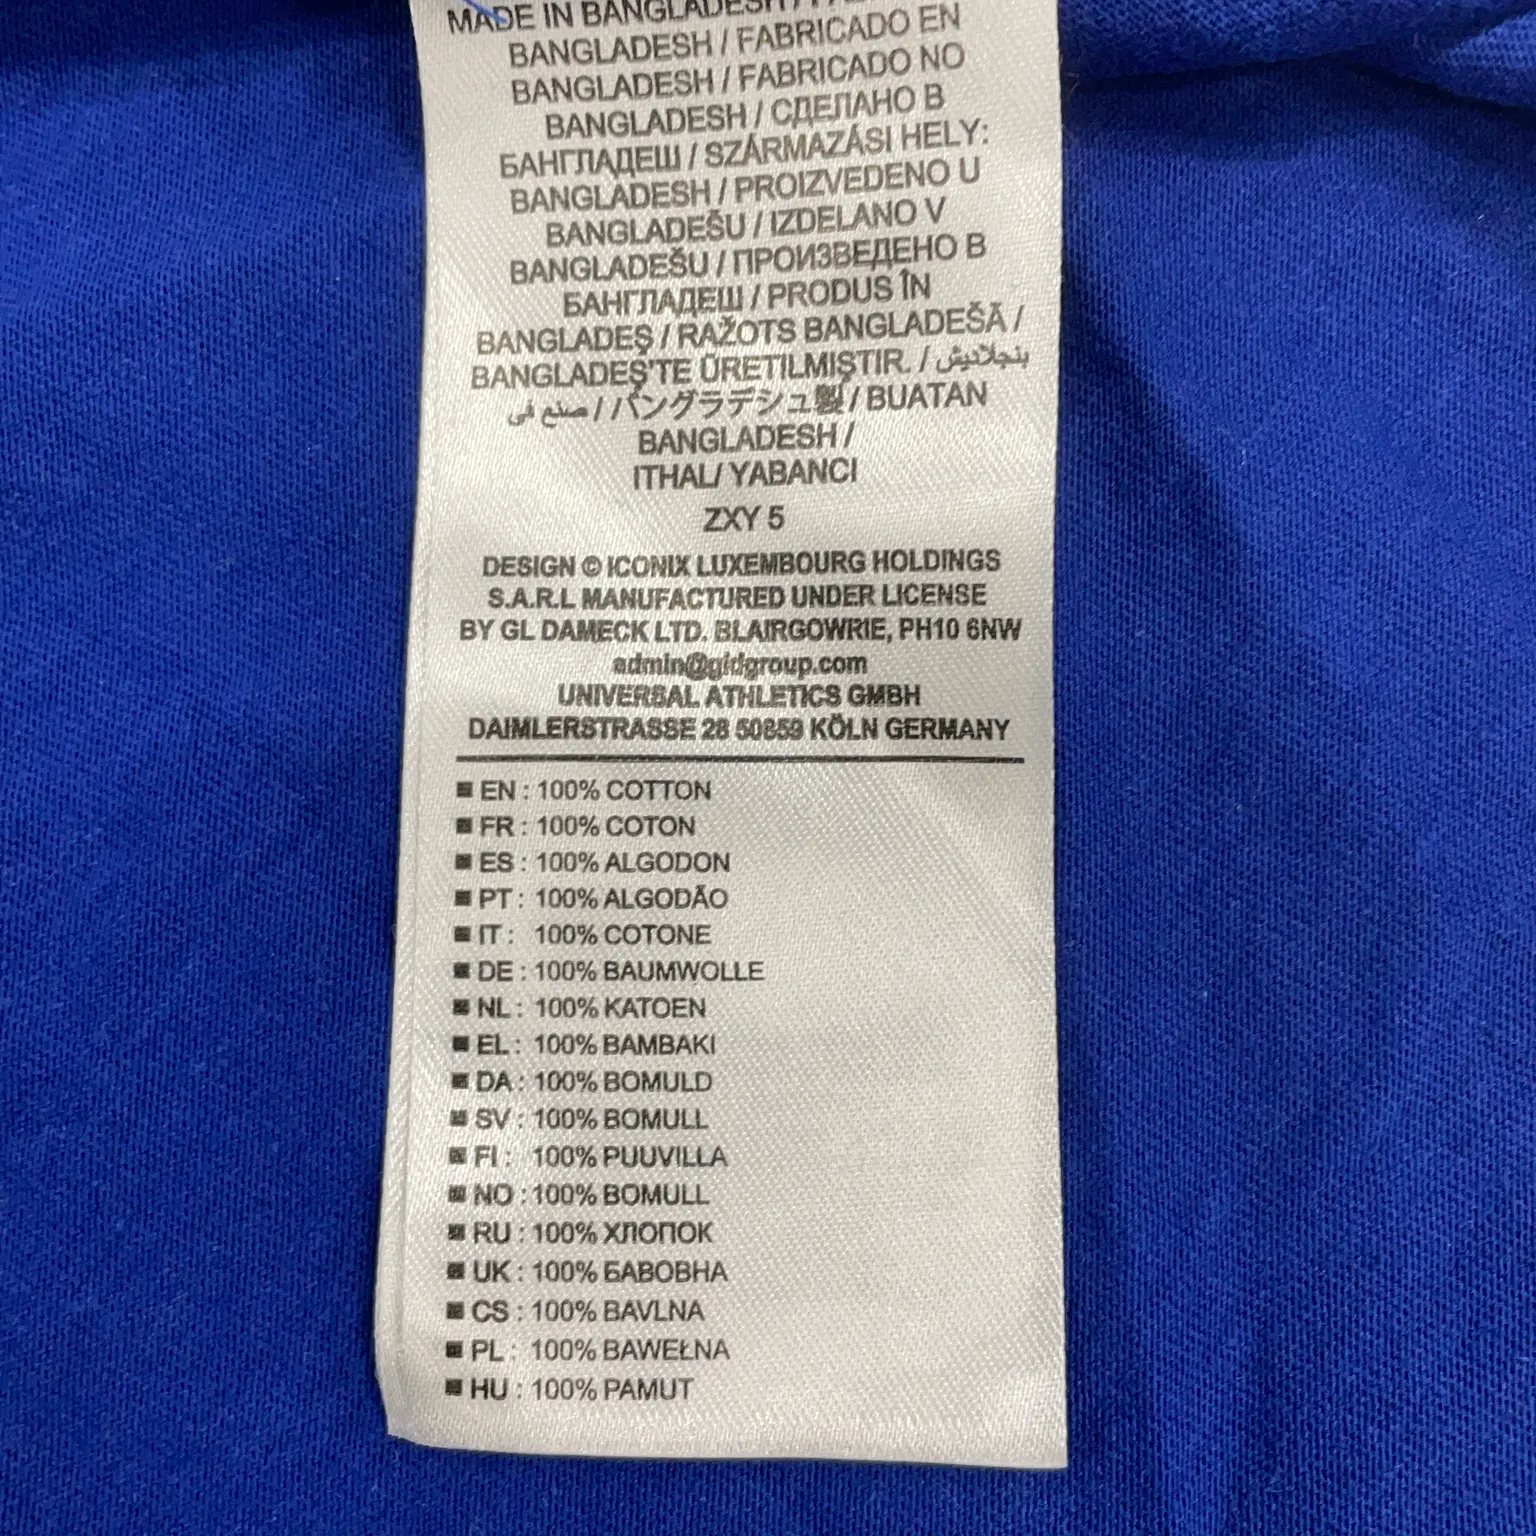 MADE IN BANGLADESH /
BANGLADESH / FABRICADO EN
BANGLADESH / FABRICADO NO
BANGLADESH / СДЕЛАНО В
БАНГЛАДЕШ / SZÁRMAZÁSI HELY:
BANGLADESH / PROIZVEDENO U
BANGLADEŠU / IZDELANO V
BANGLADEŠU / ПРОИЗВЕДЕНО В
БАНГЛАДЕШ / PRODUS ÎN
BANGLADEŞ / RAŽOTS BANGLADEŠĀ /
BANGLADEŞ'TE ÜRETILMIŞTIR. / بنجلاديش
صنع في / / バングラデシュ製 / BUATAN
BANGLADESH /
ITHAL/ YABANCI
ZXY 5
DESIGN © ICONIX LUXEMBOURG HOLDINGS
S.A.R.L MANUFACTURED UNDER LICENSE
BY GL DAMECK LTD. BLAIRGOWRIE, PH10 6NW
admin@gldgroup.com
UNIVERSAL ATHLETICS GMBH
DAIMLERSTRASSE 28 50859 KÖLN GERMANY
EN : 100% COTTON
FR : 100% COTON
ES : 100% ALGODON
PT : 100% ALGODÃO
IT : 100% COTONE
DE : 100% BAUMWOLLE
NL : 100% KATOEN
EL : 100% BAMBAKI
DA : 100% BOMULD
SV : 100% BOMULL
FI : 100% PUUVILLA
NO : 100% BOMULL
RU : 100% ХЛОПОК
UK : 100% БАВОВНА
CS : 100% BAVLNA
PL : 100% BAWEŁNA
HU : 100% PAMUT